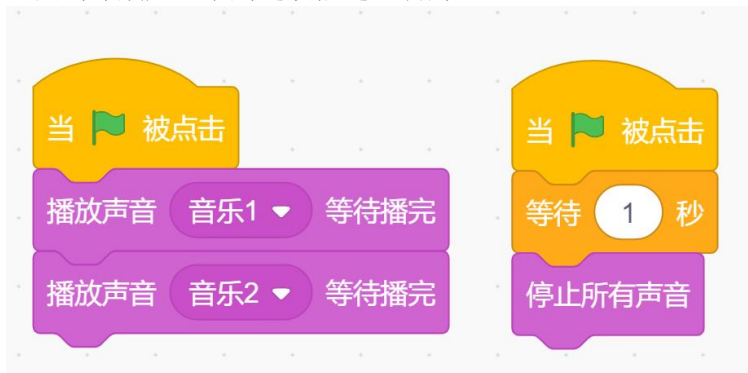 当 被点击
播放声音 音乐1 等待播完
播放声音 音乐2 等待播完
当 被点击
等待 1 秒
停止所有声音